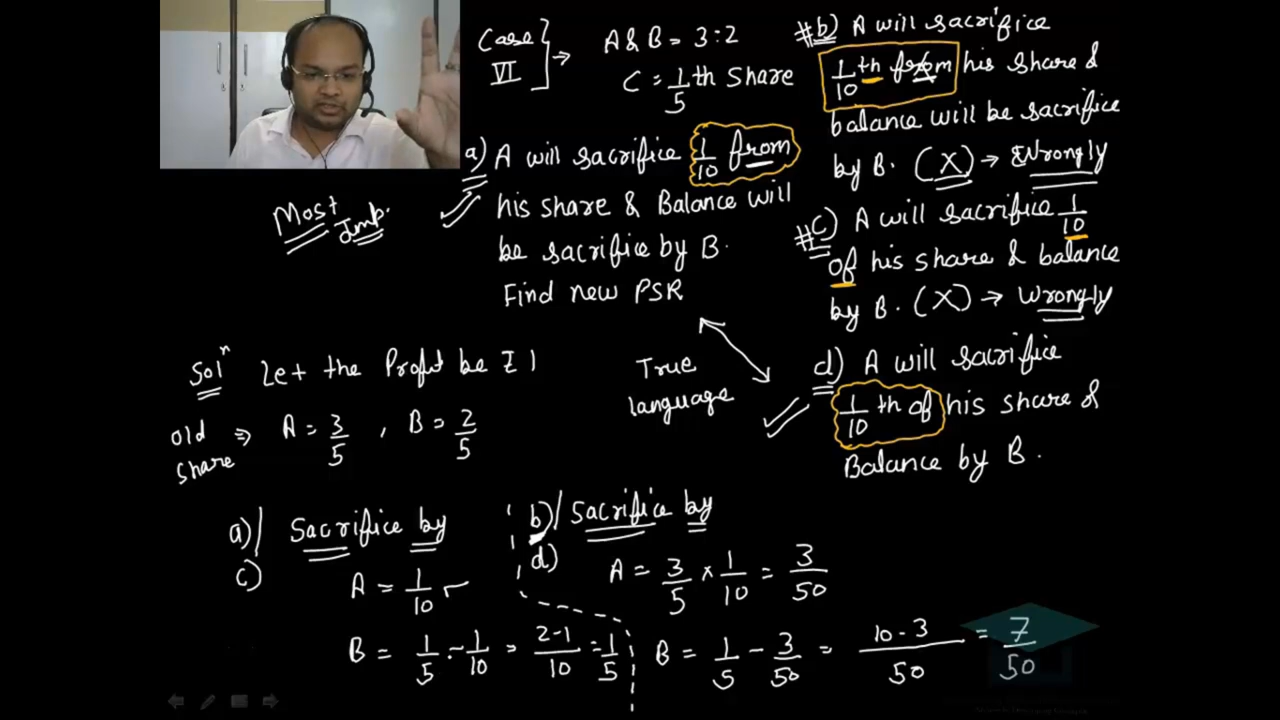 Case
VI
A & B = 3:2
C = 1/5 th Share
a) A will sacrifice 1/10 from
his share & Balance will
be sacrifice by B.
Find new PSR
Most
Imp.
#b) A will sacrifice
1/10 th from his share &
balance will be sacrifice
by B. (X) → Wrongly
#c) A will sacrifice 1/10
of his share & balance
by B. (X) → Wrongly
True
language
d) A will sacrifice
1/10 th of his share &
Balance by B.
Solⁿ Let the Profit be ₹ 1
old
share ⇒ A = 3/5 , B = 2/5
a)/ Sacrifice by
c)
A = 1/10
B = 1/5 - 1/10 = 2-1/10 = 1/5
b)/ Sacrifice by
d)
A = 3/5 × 1/10 = 3/50
B = 1/5 - 3/50 = 10-3/50 = 7/50